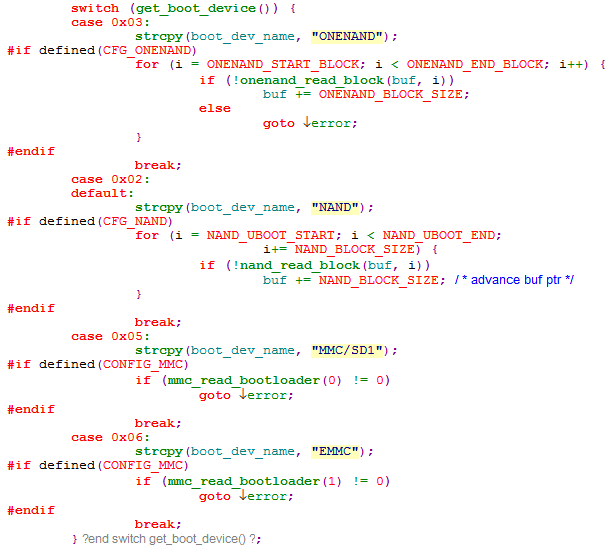 switch (get_boot_device()) {
case 0x03:
strcpy(boot_dev_name, "ONENAND");
#if defined(CFG_ONENAND)
for (i = ONENAND_START_BLOCK; i < ONENAND_END_BLOCK; i++) {
if (!onenand_read_block(buf, i))
buf += ONENAND_BLOCK_SIZE;
else
goto ↓error;
}
#endif
break;
case 0x02:
default:
strcpy(boot_dev_name, "NAND");
#if defined(CFG_NAND)
for (i = NAND_UBOOT_START; i < NAND_UBOOT_END;
i+= NAND_BLOCK_SIZE) {
if (!nand_read_block(buf, i))
buf += NAND_BLOCK_SIZE; /* advance buf ptr */
}
#endif
break;
case 0x05:
strcpy(boot_dev_name, "MMC/SD1");
#if defined(CONFIG_MMC)
if (mmc_read_bootloader(0) != 0)
goto ↓error;
#endif
break;
case 0x06:
strcpy(boot_dev_name, "EMMC");
#if defined(CONFIG_MMC)
if (mmc_read_bootloader(1) != 0)
goto ↓error;
#endif
break;
} ?end switch get_boot_device() ?;